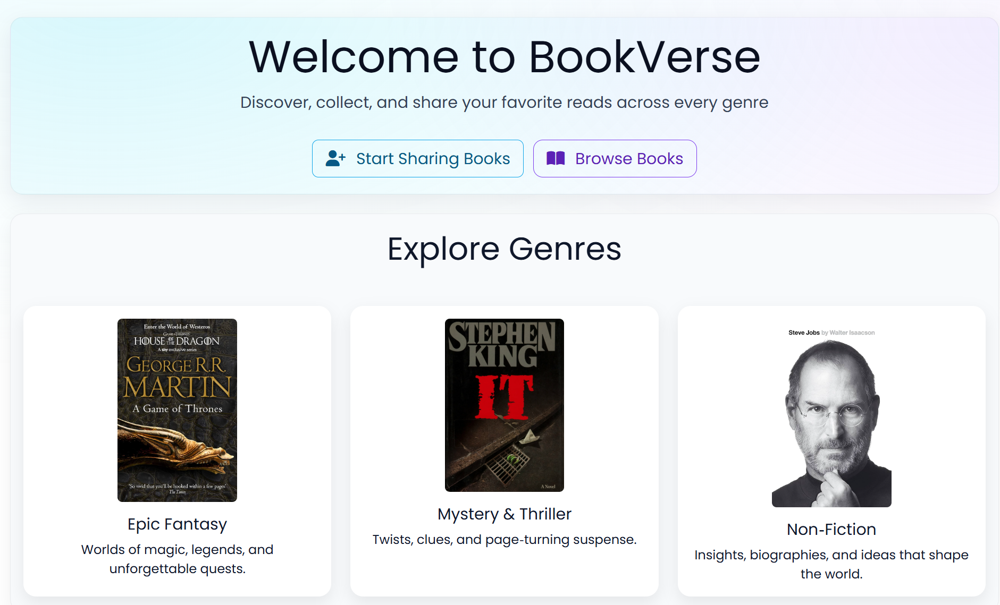 Welcome to BookVerse
Discover, collect, and share your favorite reads across every genre
Start Sharing Books
Browse Books
Explore Genres
Enter the World of Westeros
GAME OF THRONES
HOUSE OF THE DRAGON
A sky exclusive series
GEORGE R.R.
MARTIN
A Game of Thrones
'So vivid that you'll be hooked within a few pages'
The Times
Epic Fantasy
Worlds of magic, legends, and
unforgettable quests.
STEPHEN
KING
IT
A Novel
Mystery & Thriller
Twists, clues, and page-turning suspense.
Steve Jobs by Walter Isaacson
Non-Fiction
Insights, biographies, and ideas that shape
the world.